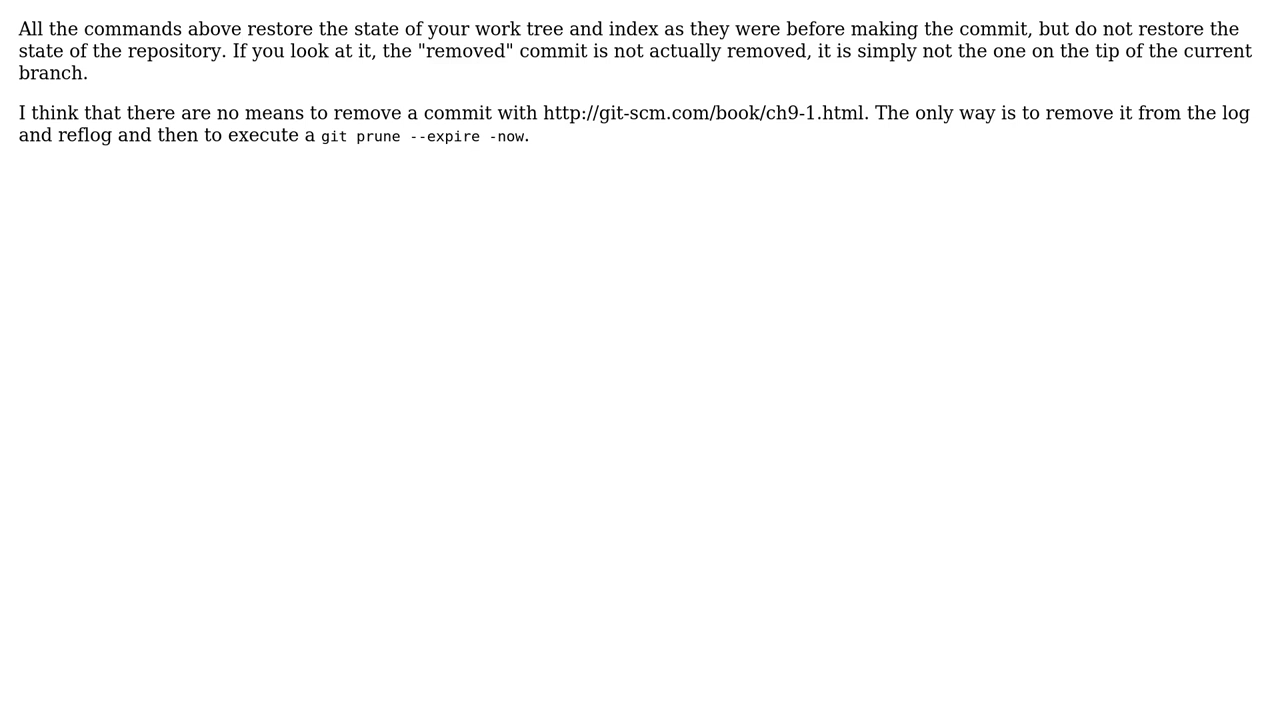 All the commands above restore the state of your work tree and index as they were before making the commit, but do not restore the
state of the repository. If you look at it, the "removed" commit is not actually removed, it is simply not the one on the tip of the current
branch.
I think that there are no means to remove a commit with http://git-scm.com/book/ch9-1.html. The only way is to remove it from the log
and reflog and then to execute a git prune --expire -now.